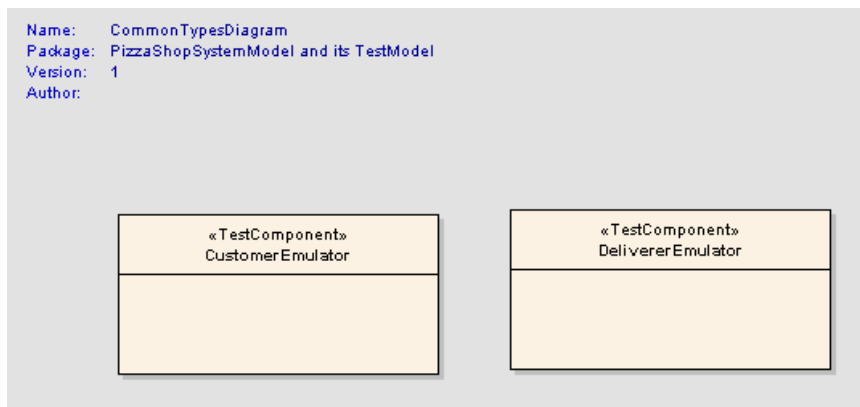 Name: CommonTypesDiagram
Package: PizzaShopSystemModel and its TestModel
Version: 1
Author:
«TestComponent»
CustomerEmulator
«TestComponent»
DelivererEmulator